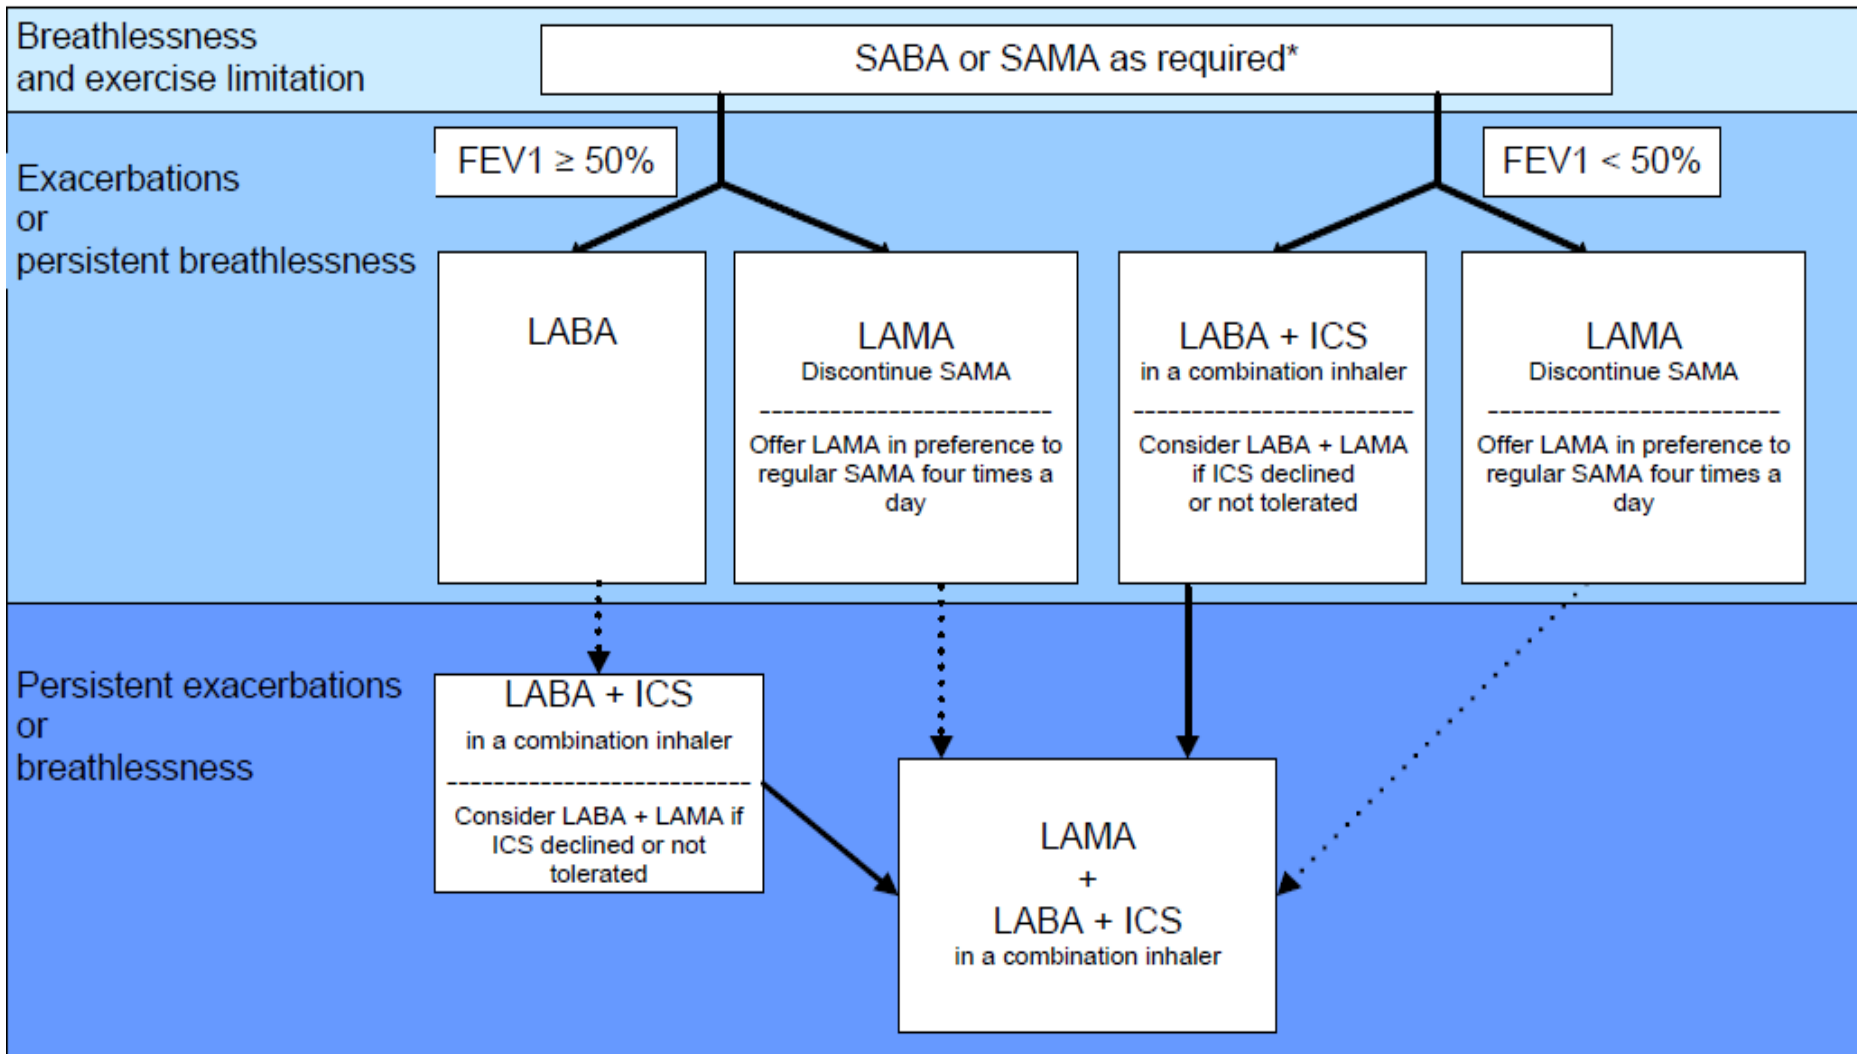 Breathlessness
and exercise limitation
SABA or SAMA as required*
FEV1 ≥ 50%
FEV1 < 50%
Exacerbations
or
persistent breathlessness
LABA
LAMA
Discontinue SAMA
--------------------------
Offer LAMA in preference to
regular SAMA four times a
day
LABA + ICS
in a combination inhaler
-------------------------
Consider LABA + LAMA
if ICS declined
or not tolerated
LAMA
Discontinue SAMA
--------------------------
Offer LAMA in preference to
regular SAMA four times a
day
Persistent exacerbations
or
breathlessness
LABA + ICS
in a combination inhaler
---------------------------
Consider LABA + LAMA if
ICS declined or not
tolerated
LAMA
+
LABA + ICS
in a combination inhaler